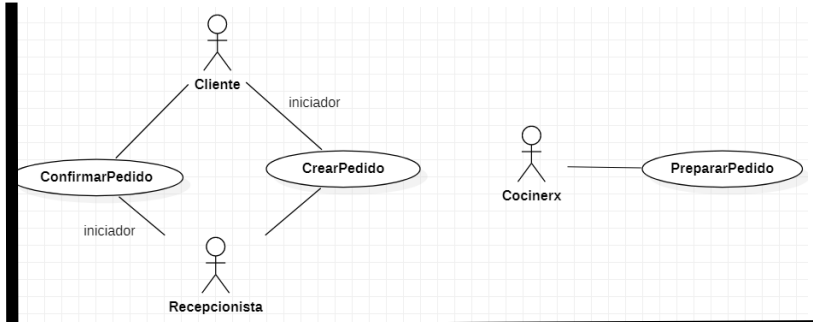 Cliente
iniciador
ConfirmarPedido
CrearPedido
Cocinerx
PrepararPedido
iniciador
Recepcionista